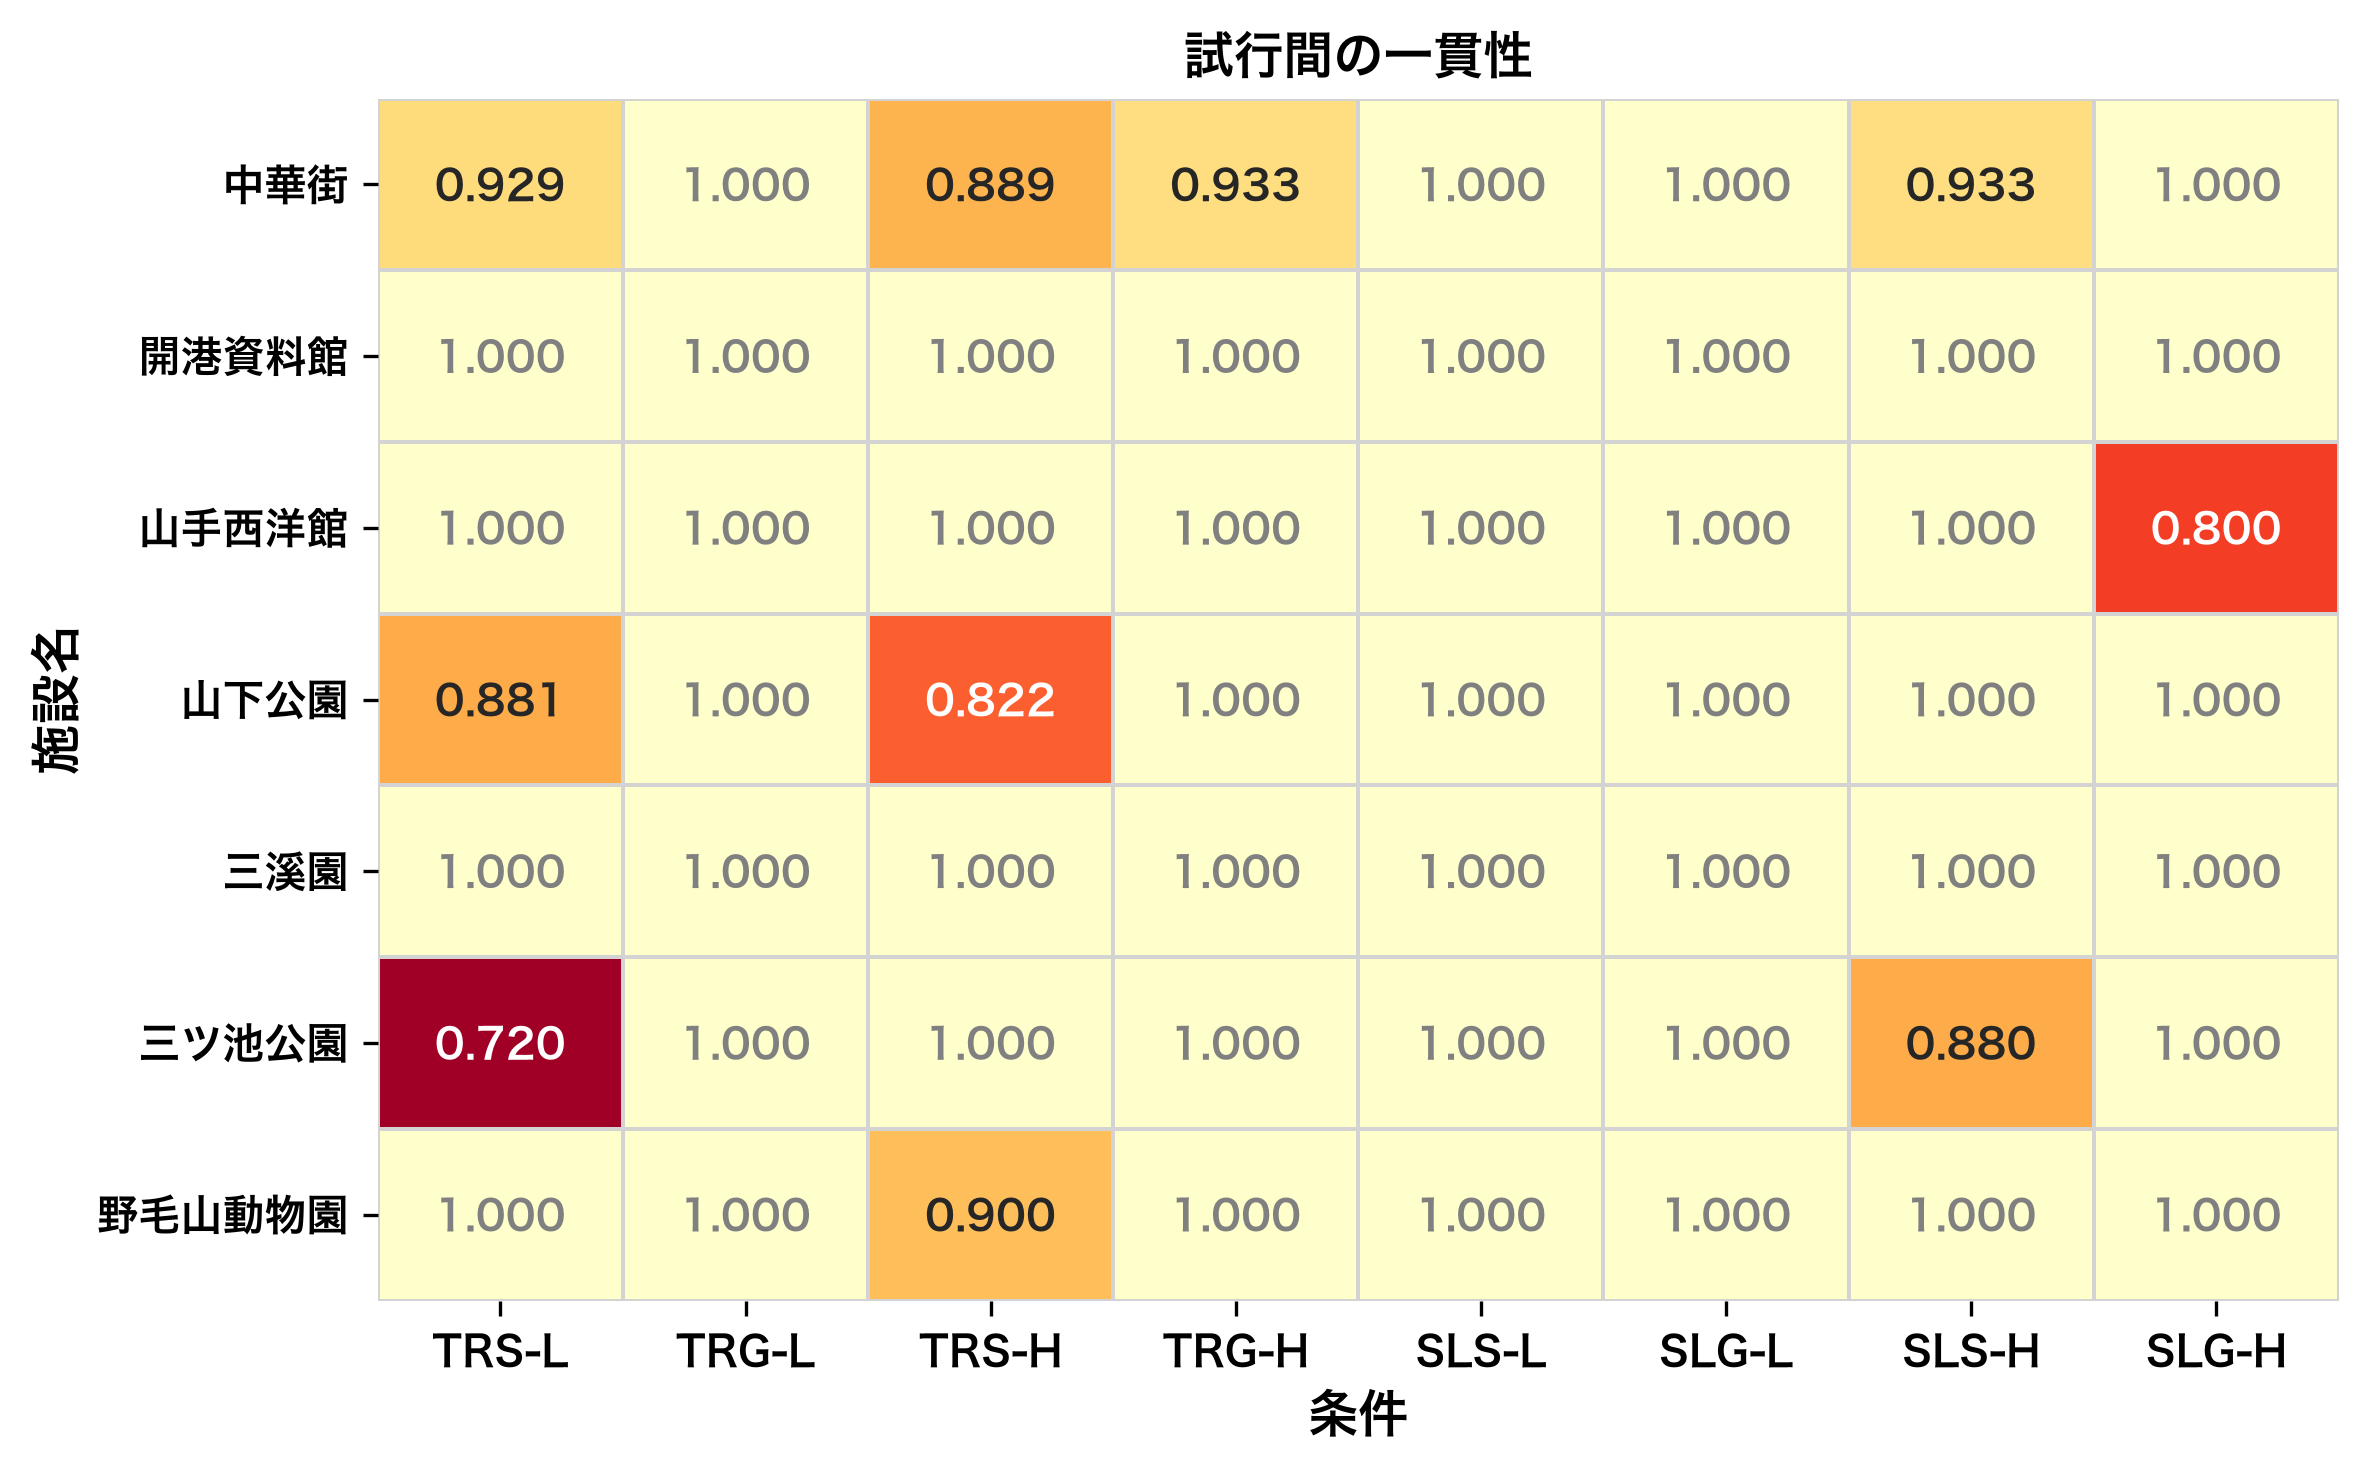 試行間の一貫性
施設名
中華街 0.929 1.000 0.889 0.933 1.000 1.000 0.933 1.000
開港資料館 1.000 1.000 1.000 1.000 1.000 1.000 1.000 1.000
山手西洋館 1.000 1.000 1.000 1.000 1.000 1.000 1.000 0.800
山下公園 0.881 1.000 0.822 1.000 1.000 1.000 1.000 1.000
三溪園 1.000 1.000 1.000 1.000 1.000 1.000 1.000 1.000
三ツ池公園 0.720 1.000 1.000 1.000 1.000 1.000 0.880 1.000
野毛山動物園 1.000 1.000 0.900 1.000 1.000 1.000 1.000 1.000
TRS-L TRG-L TRS-H TRG-H SLS-L SLG-L SLS-H SLG-H
条件